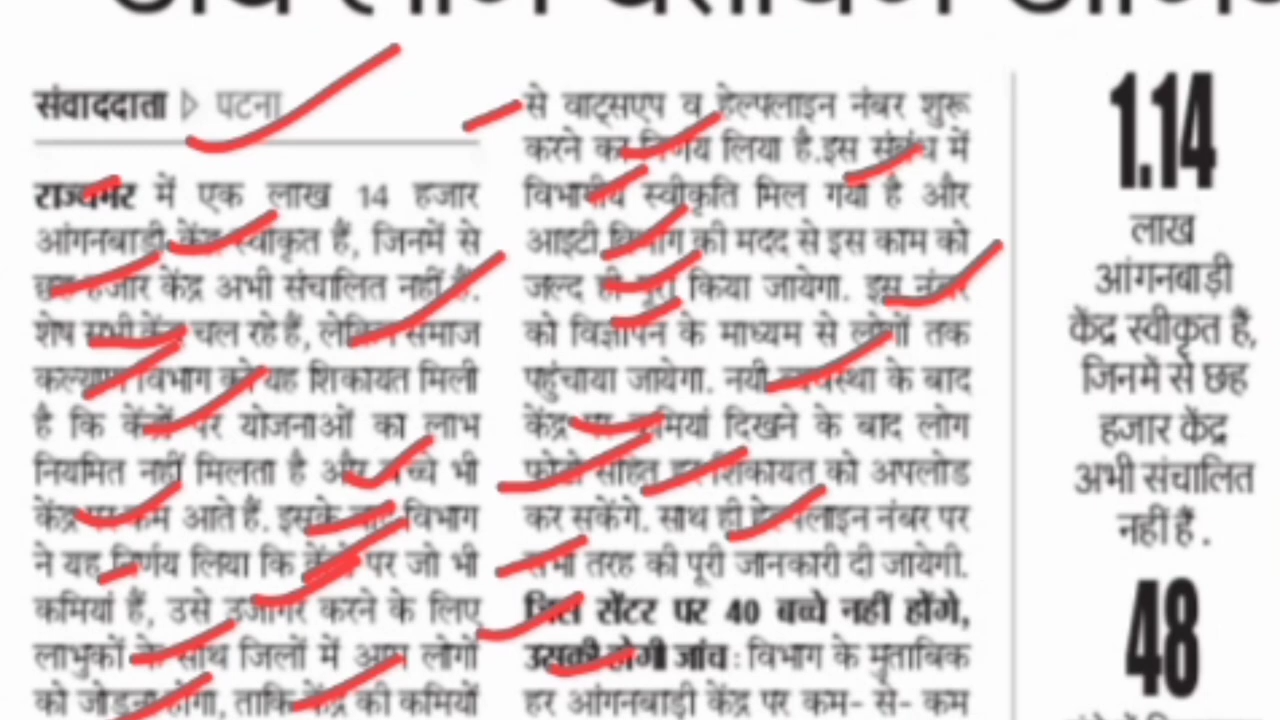 संवाददाता ▷ पटना
राज्यभर में एक लाख 14 हजार
आंगनबाड़ी केंद्र स्वीकृत हैं, जिनमें से
छह हजार केंद्र अभी संचालित नहीं हैं.
शेष सभी केंद्र चल रहे हैं, लेकिन समाज
कल्याण विभाग को यह शिकायत मिली
है कि केंद्रों पर योजनाओं का लाभ
नियमित नहीं मिलता है और बच्चे भी
केंद्र पर कम आते हैं. इसके बाद विभाग
ने यह निर्णय लिया कि केंद्रों पर जो भी
कमियां हैं, उसे उजागर करने के लिए
लाभुकों के साथ जिलों में आम लोगों
को जोड़ना होगा, ताकि केंद्र की कमियों
से वाट्सएप व हेल्पलाइन नंबर शुरू
करने का निर्णय लिया है.इस संबंध में
विभागीय स्वीकृति मिल गयी है और
आइटी विभाग की मदद से इस काम को
जल्द ही पूरा किया जायेगा. इस नंबर
को विज्ञापन के माध्यम से लोगों तक
पहुंचाया जायेगा. नयी व्यवस्था के बाद
केंद्र पर कमियां दिखने के बाद लोग
फोटो सहित हर शिकायत को अपलोड
कर सकेंगे. साथ ही हेल्पलाइन नंबर पर
सभी तरह की पूरी जानकारी दी जायेगी.
जिस सेंटर पर 40 बच्चे नहीं होंगे,
उसकी होगी जांच : विभाग के मुताबिक
हर आंगनबाड़ी केंद्र पर कम- से- कम
1.14
लाख
आंगनबाड़ी
केंद्र स्वीकृत हैं,
जिनमें से छह
हजार केंद्र
अभी संचालित
नहीं हैं .
48